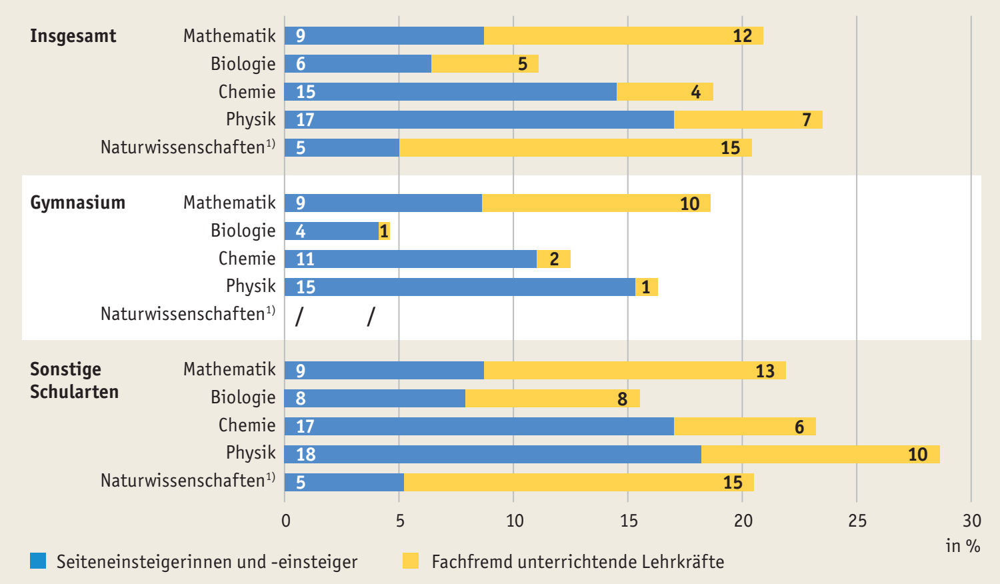 Insgesamt Mathematik 9 12
Biologie 6 5
Chemie 15 4
Physik 17 7
Naturwissenschaften¹⁾ 5 15
Gymnasium Mathematik 9 10
Biologie 4 1
Chemie 11 2
Physik 15 1
Naturwissenschaften¹⁾ / /
Sonstige Mathematik 9 13
Schularten Biologie 8 8
Chemie 17 6
Physik 18 10
Naturwissenschaften¹⁾ 5 15
0 5 10 15 20 25 30
in %
Seiteneinsteigerinnen und -einsteiger Fachfremd unterrichtende Lehrkräfte